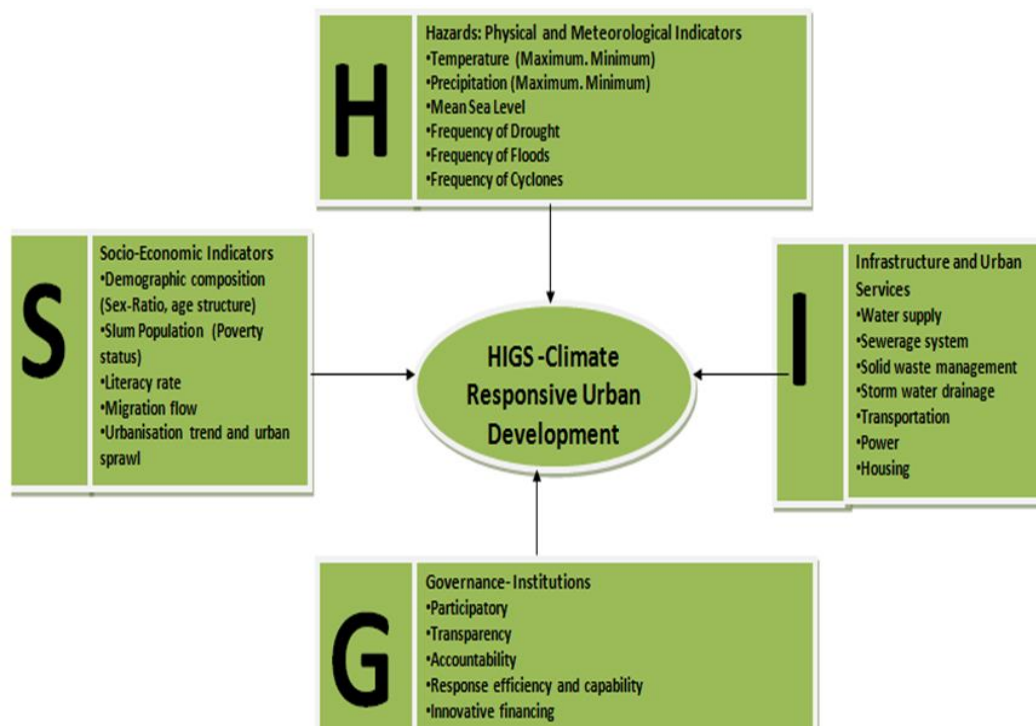 H
Hazards: Physical and Meteorological Indicators
•Temperature (Maximum. Minimum)
•Precipitation (Maximum. Minimum)
•Mean Sea Level
•Frequency of Drought
•Frequency of Floods
•Frequency of Cyclones
S
Socio-Economic Indicators
•Demographic composition
(Sex-Ratio, age structure)
•Slum Population (Poverty
status)
•Literacy rate
•Migration flow
•Urbanisation trend and urban
sprawl
HIGS -Climate
Responsive Urban
Development
I
Infrastructure and Urban
Services
•Water supply
•Sewerage system
•Solid waste management
•Storm water drainage
•Transportation
•Power
•Housing
G
Governance- Institutions
•Participatory
•Transparency
•Accountability
•Response efficiency and capability
•Innovative financing